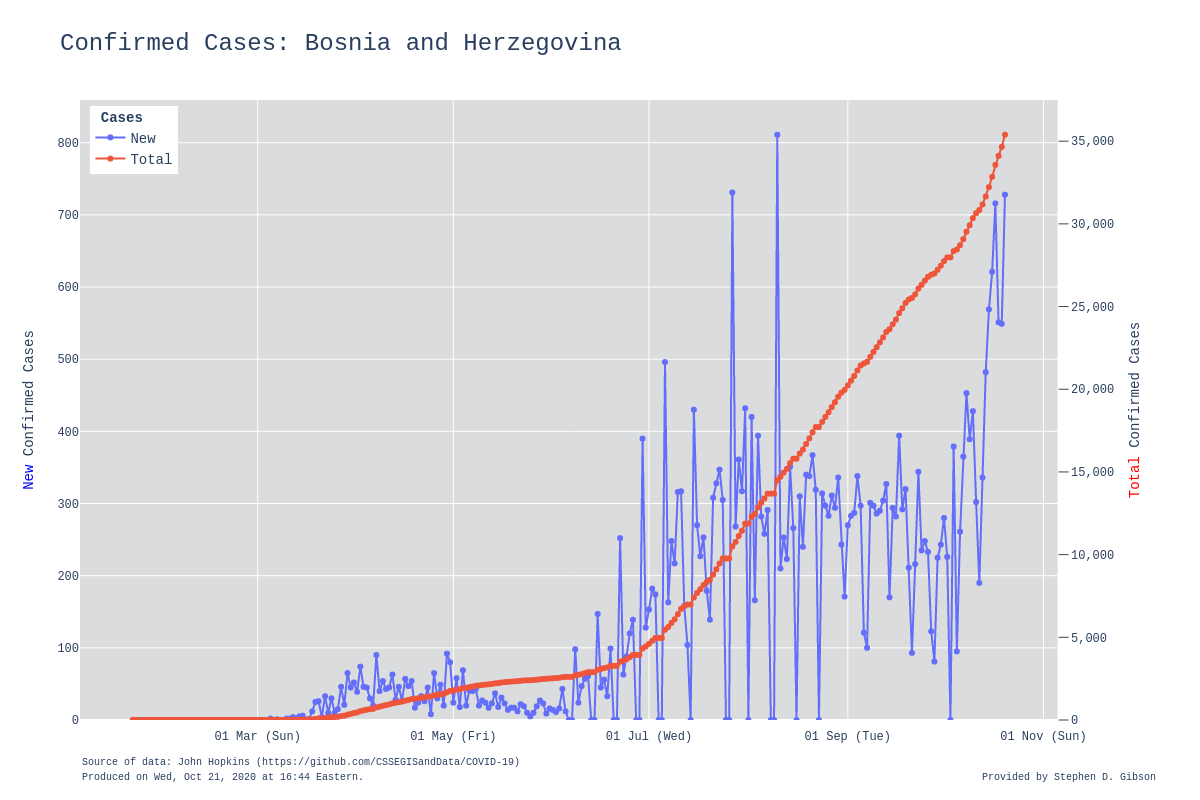 Confirmed Cases: Bosnia and Herzegovina
Cases
New
Total
800
700
600
500
400
300
200
100
0
35,000
30,000
25,000
20,000
15,000
10,000
5,000
0
New Confirmed Cases
Total Confirmed Cases
01 Mar (Sun)
01 May (Fri)
01 Jul (Wed)
01 Sep (Tue)
01 Nov (Sun)
Source of data: John Hopkins (https://github.com/CSSEGISandData/COVID-19)
Produced on Wed, Oct 21, 2020 at 16:44 Eastern.
Provided by Stephen D. Gibson